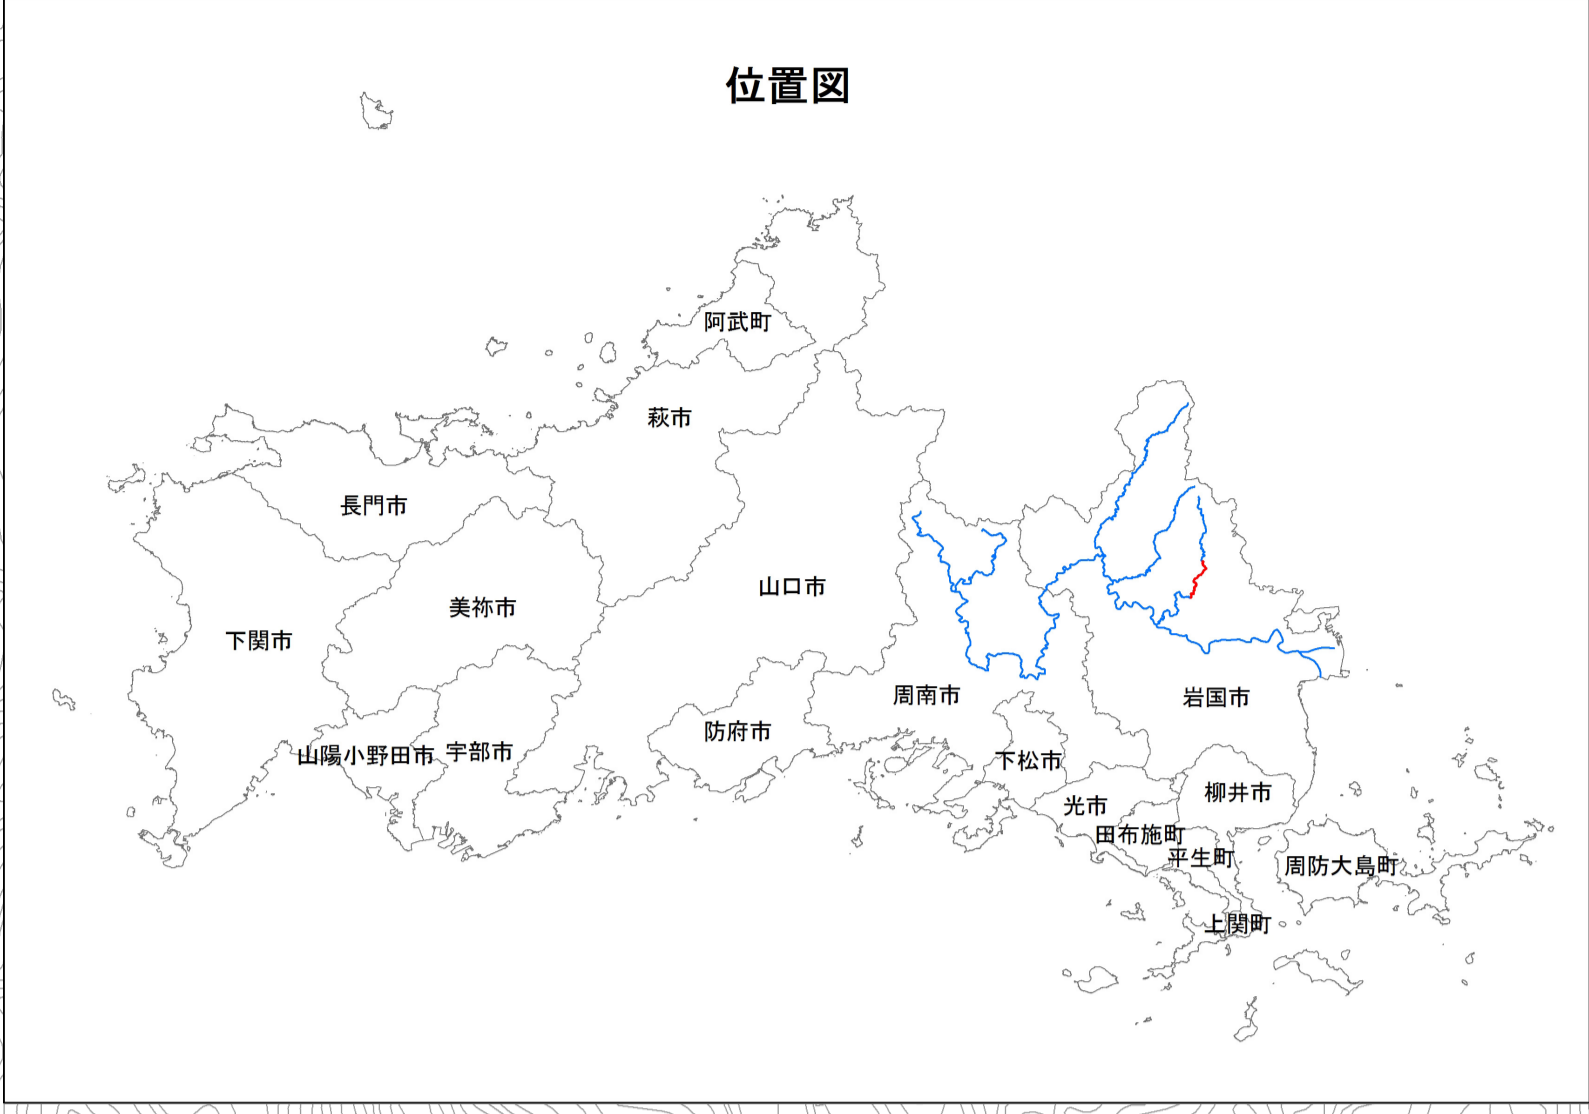 位置図
阿武町
萩市
長門市
美祢市
山口市
下関市
岩国市
周南市
防府市
山陽小野田市
宇部市
下松市
柳井市
光市
田布施町
平生町
周防大島町
上関町